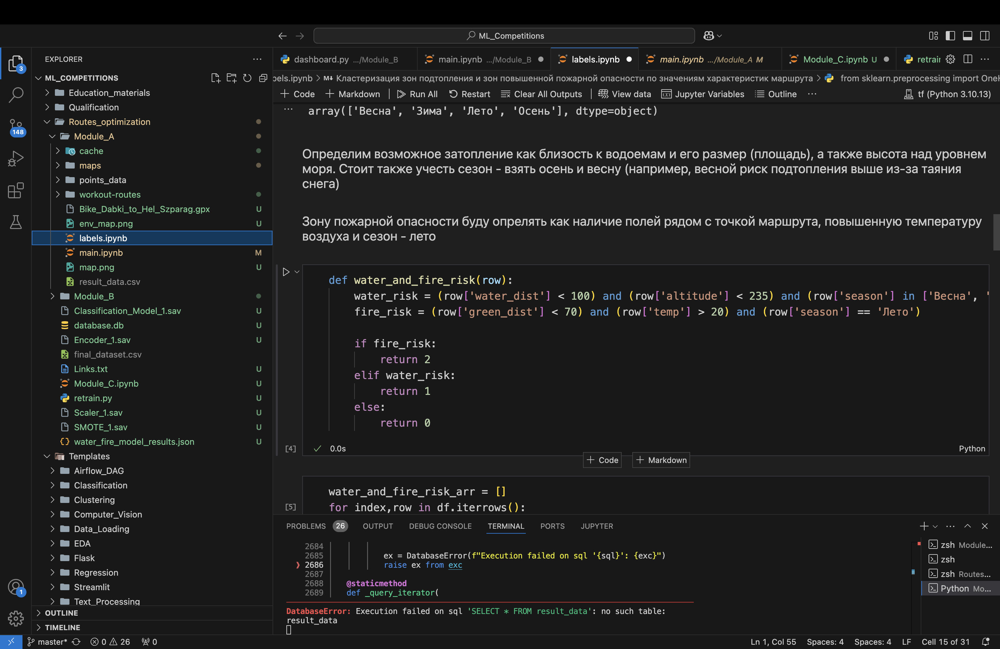 ML_Competitions
EXPLORER
ML_COMPETITIONS
Education_materials
Qualification
Routes_optimization
Module_A
cache
maps
points_data
workout-routes
Bike_Dabki_to_Hel_Szparag.gpx U
env_map.png U
labels.ipynb
main.ipynb M
map.png U
result_data.csv
Module_B
Classification_Model_1.sav U
database.db U
Encoder_1.sav U
final_dataset.csv
Links.txt U
Module_C.ipynb U
retrain.py U
Scaler_1.sav U
SMOTE_1.sav U
water_fire_model_results.json U
Templates
Airflow_DAG
Classification
Clustering
Computer_Vision
Data_Loading
EDA
Flask
Regression
Streamlit
Text_Processing
OUTLINE
TIMELINE
3
148
1
dashboard.py .../Module_B main.ipynb .../Module_B labels.ipynb main.ipynb .../Module_A M Module_C.ipynb U retrair
bels.ipynb > M↓ Кластеризация зон подтопления и зон повышенной пожарной опасности по значениям характеристик маршрута > from sklearn.preprocessing import OneH
+ Code + Markdown Run All Restart Clear All Outputs View data Jupyter Variables Outline ... tf (Python 3.10.13)
array(['Весна', 'Зима', 'Лето', 'Осень'], dtype=object)
Определим возможное затопление как близость к водоемам и его размер (площадь), а также высота над уровнем
моря. Стоит также учесть сезон - взять осень и весну (например, весной риск подтопления выше из-за таяния
снега)
Зону пожарной опасности буду опрелять как наличие полей рядом с точкой маршрута, повышенную температуру
воздуха и сезон - лето
def water_and_fire_risk(row):
water_risk = (row['water_dist'] < 100) and (row['altitude'] < 235) and (row['season'] in ['Весна', '
fire_risk = (row['green_dist'] < 70) and (row['temp'] > 20) and (row['season'] == 'Лето')
if fire_risk:
return 2
elif water_risk:
return 1
else:
return 0
[4] 0.0s Python
+ Code + Markdown
water_and_fire_risk_arr = []
[5] for index,row in df.iterrows():
PROBLEMS 26 OUTPUT DEBUG CONSOLE TERMINAL PORTS JUPYTER
2684
2685 ex = DatabaseError(f"Execution failed on sql '{sql}': {exc}")
❱ 2686 raise ex from exc
2687
2688 @staticmethod
2689 def _query_iterator(
DatabaseError: Execution failed on sql 'SELECT * FROM result_data': no such table:
result_data
zsh Module...
zsh
zsh Routes...
Python Mo...
master* 0 26 0 Ln 1, Col 55 Spaces: 4 Spaces: 4 LF Cell 15 of 31